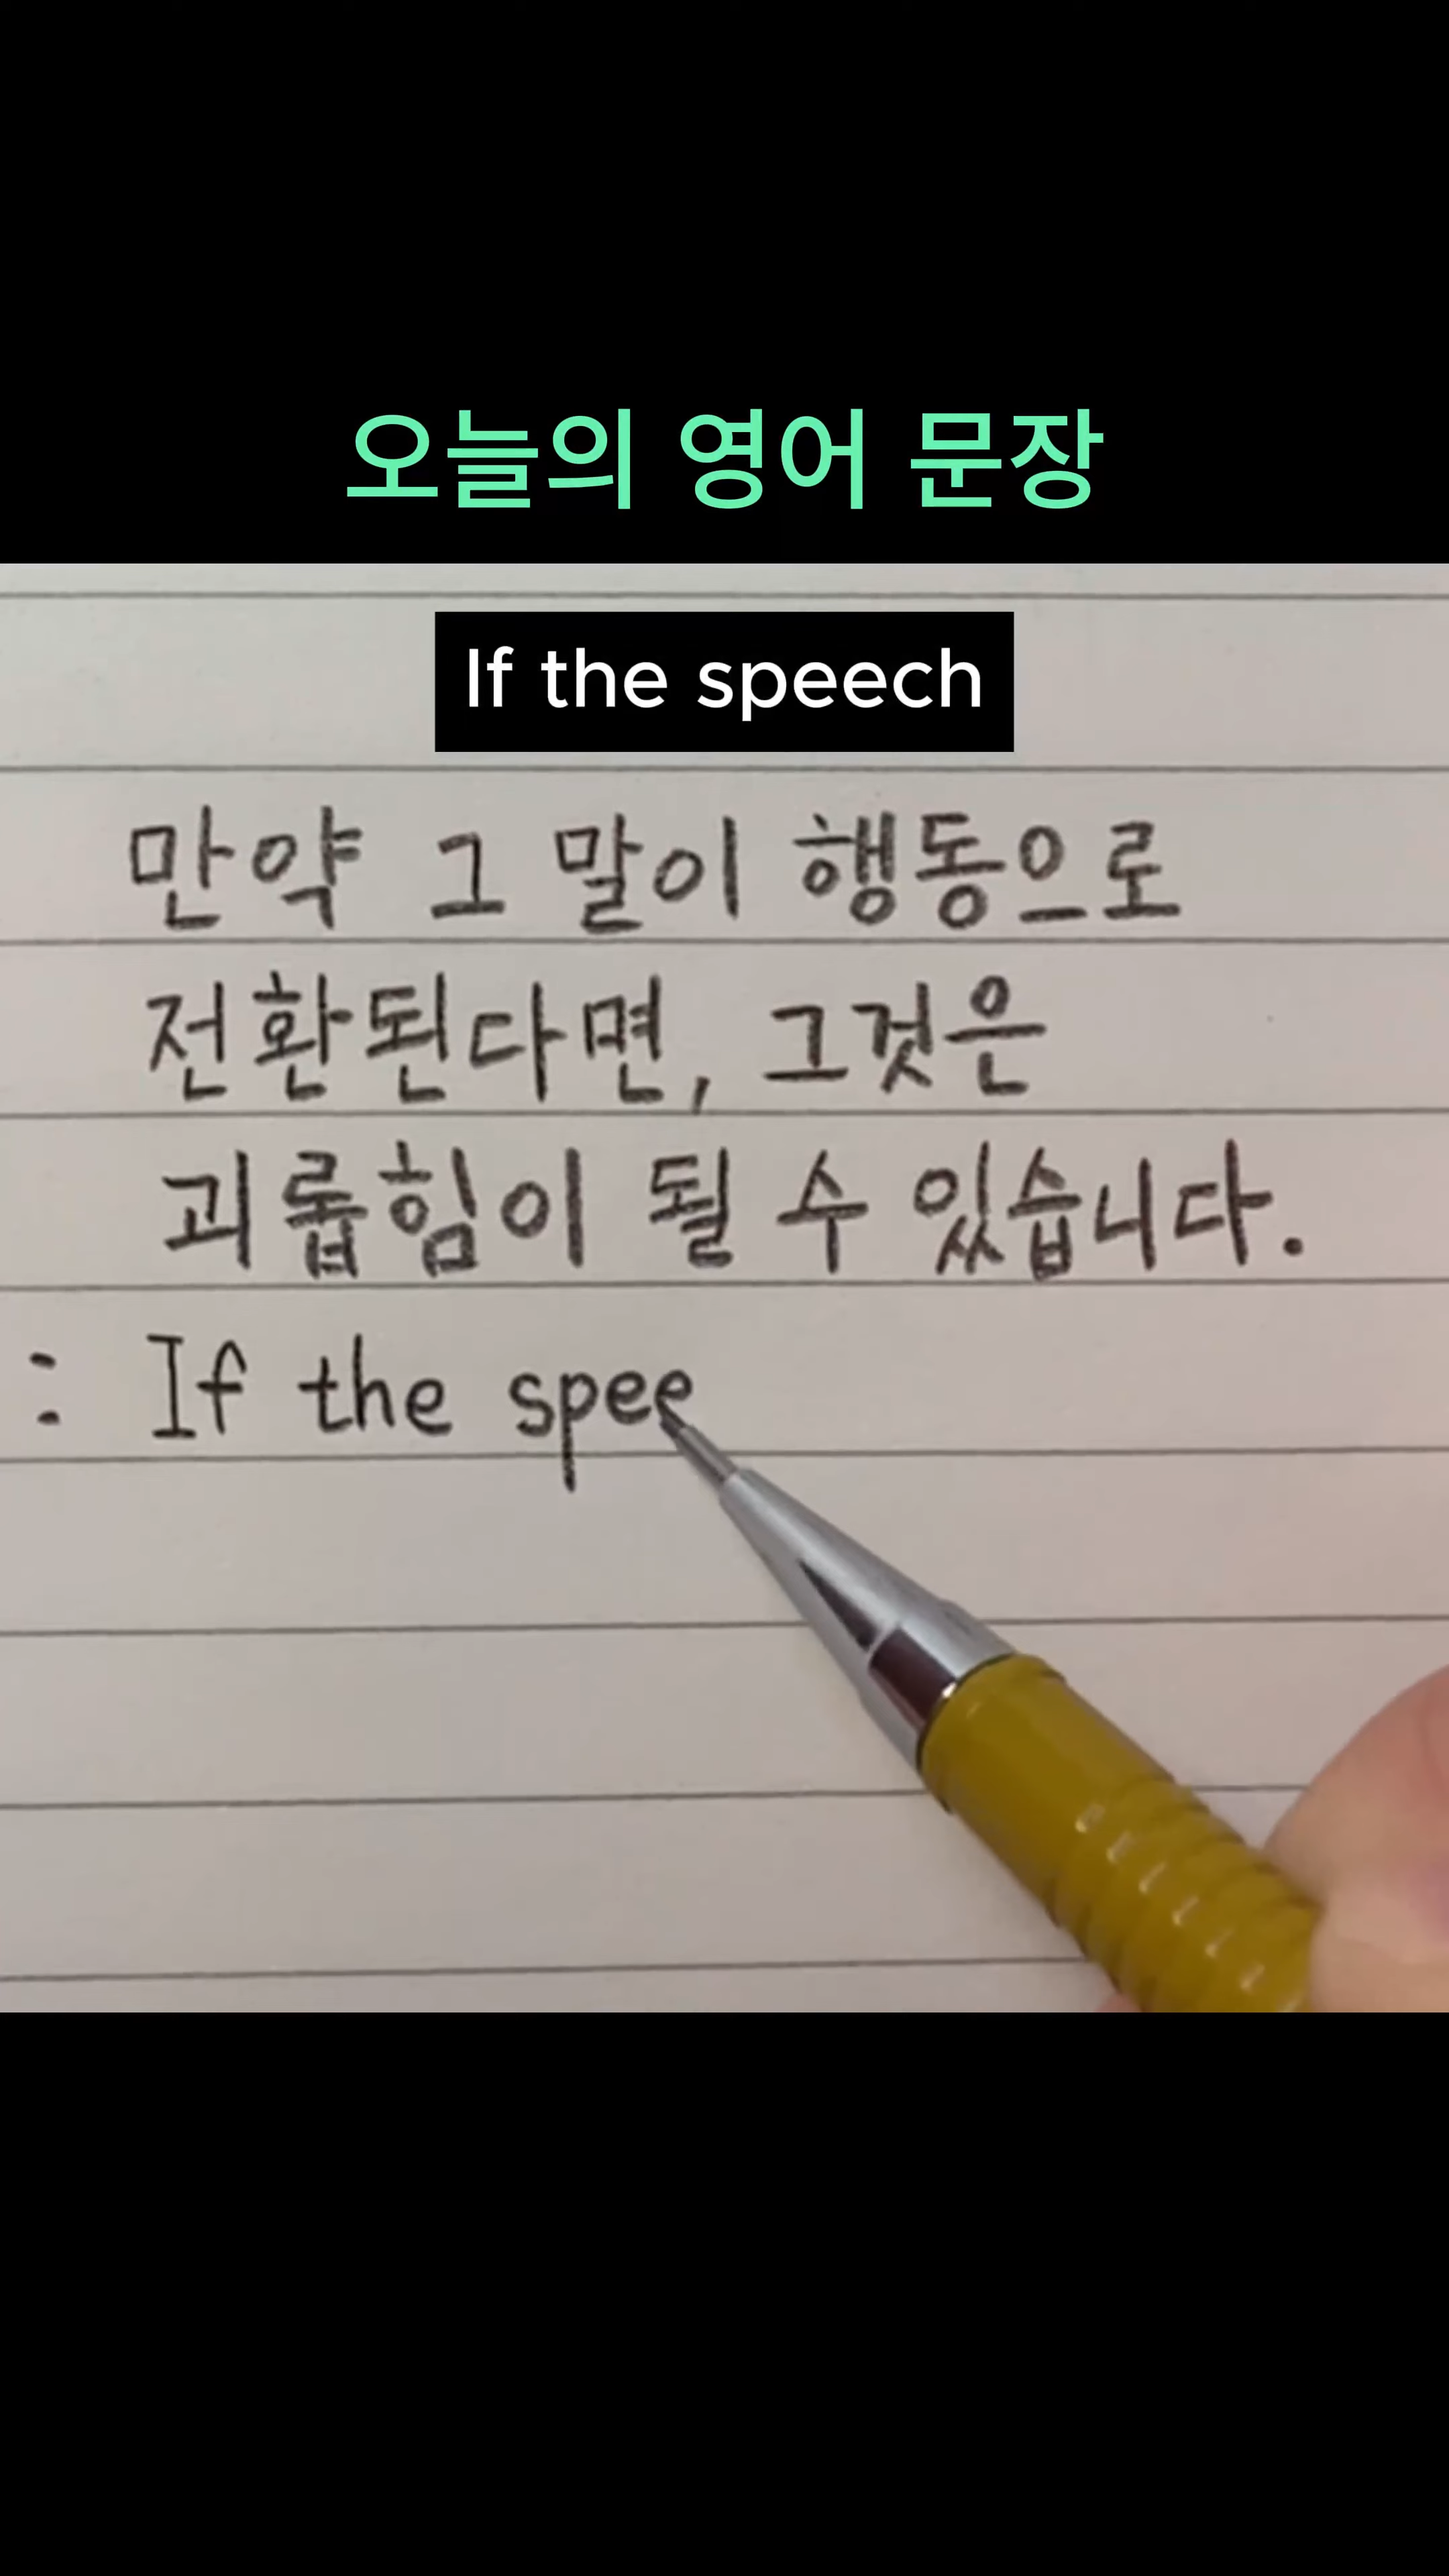 오늘의 영어 문장
If the speech
만약 그 말이 행동으로
전환된다면, 그것은
괴롭힘이 될 수 있습니다.
: If the spee